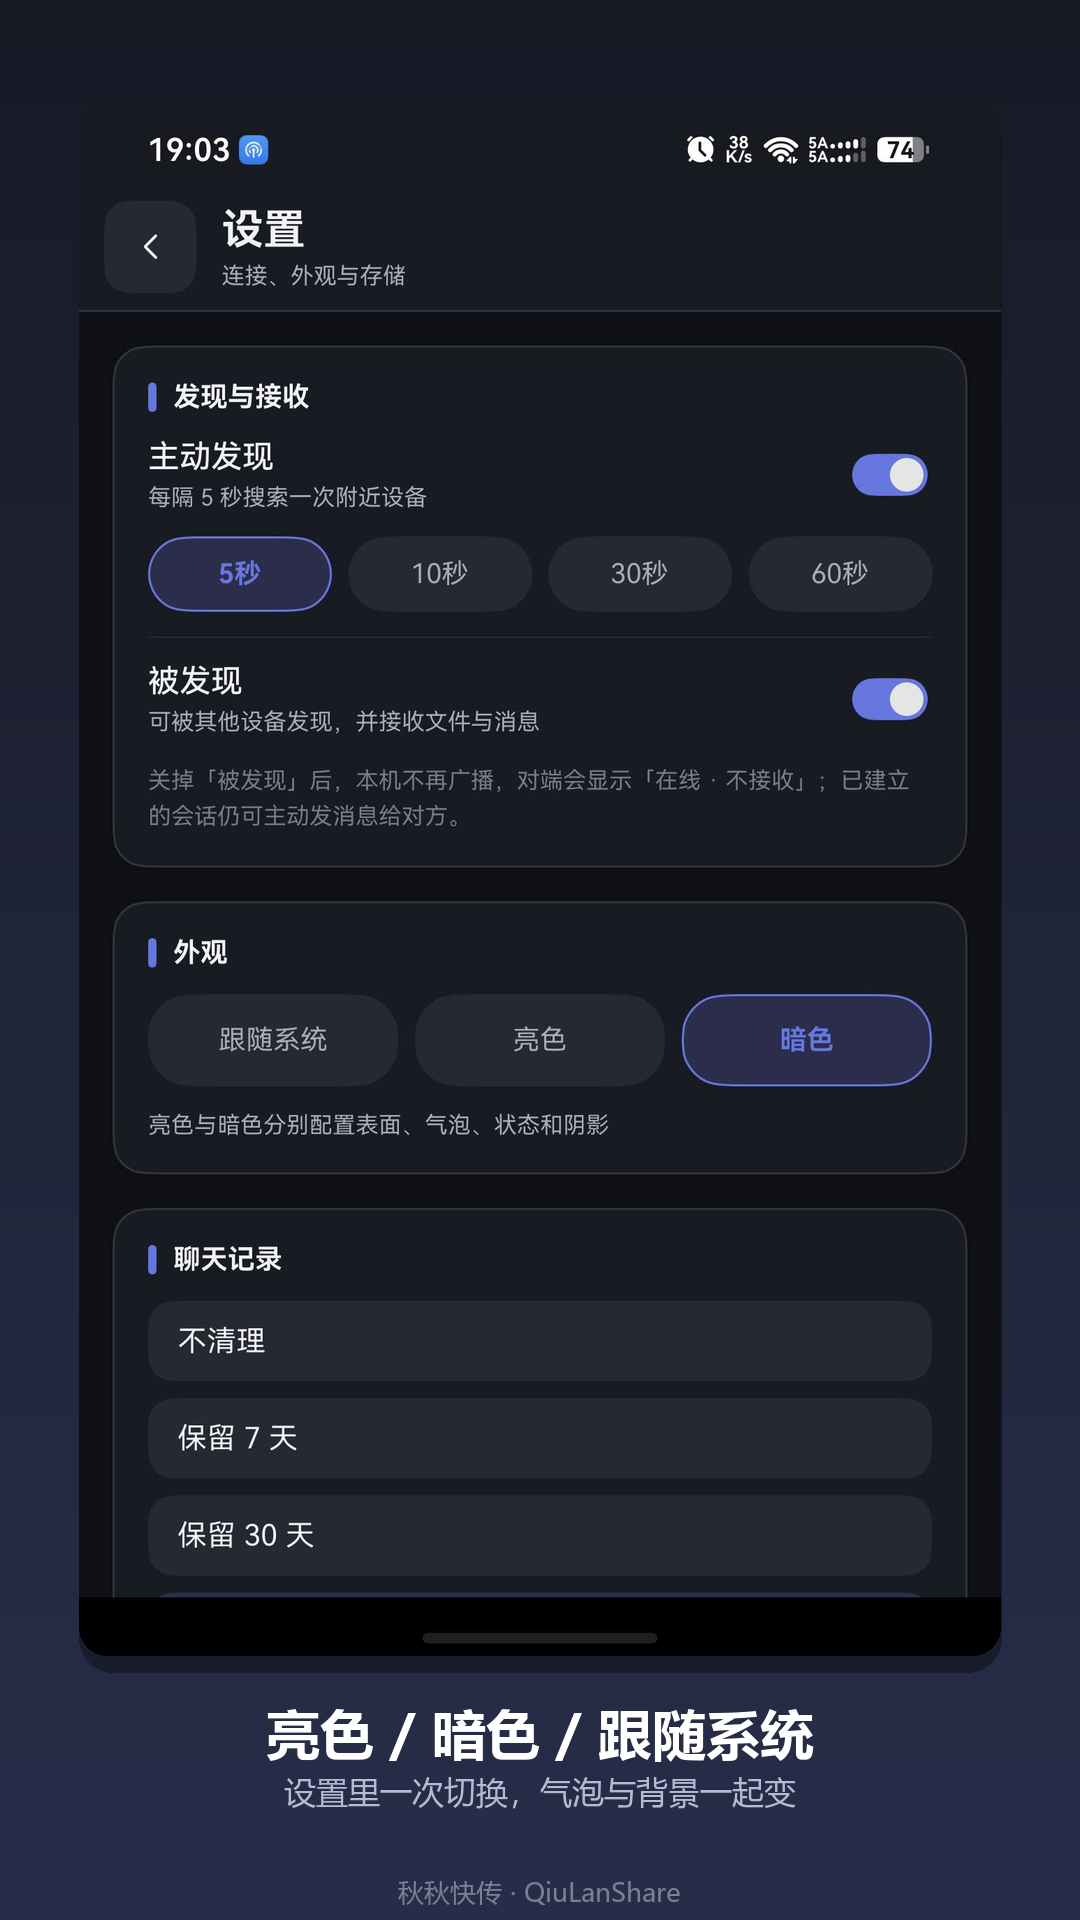 19:03
38
K/s
5A
5A
74
设置
连接、外观与存储
发现与接收
主动发现
每隔 5 秒搜索一次附近设备
5秒
10秒
30秒
60秒
被发现
可被其他设备发现，并接收文件与消息
关掉「被发现」后，本机不再广播，对端会显示「在线 · 不接收」；已建立
的会话仍可主动发消息给对方。
外观
跟随系统
亮色
暗色
亮色与暗色分别配置表面、气泡、状态和阴影
聊天记录
不清理
保留 7 天
保留 30 天
亮色 / 暗色 / 跟随系统
设置里一次切换，气泡与背景一起变
秋秋快传 · QiuLanShare